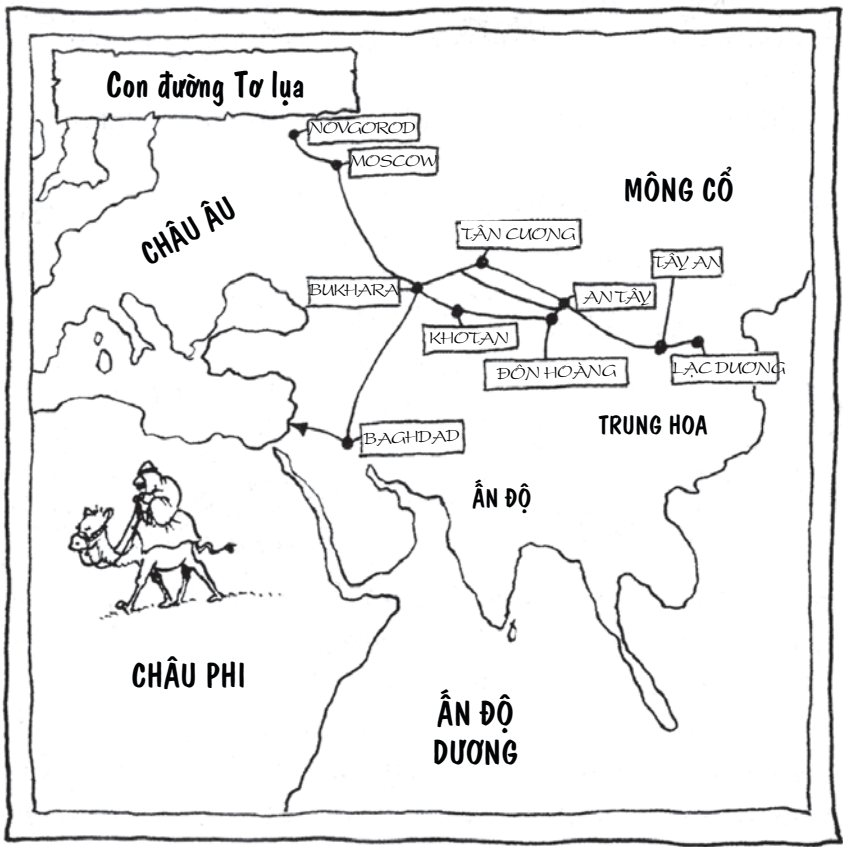 Con đường Tơ lụa
NOVGOROD
MOSCOW
MÔNG CỔ
CHÂU ÂU
TÂN CƯƠNG
TÂY AN
BUKHARA
AN TÂY
KHOTAN
ĐÔN HOÀNG
LẠC DƯƠNG
TRUNG HOA
BAGHDAD
ẤN ĐỘ
CHÂU PHI
ẤN ĐỘ
DƯƠNG